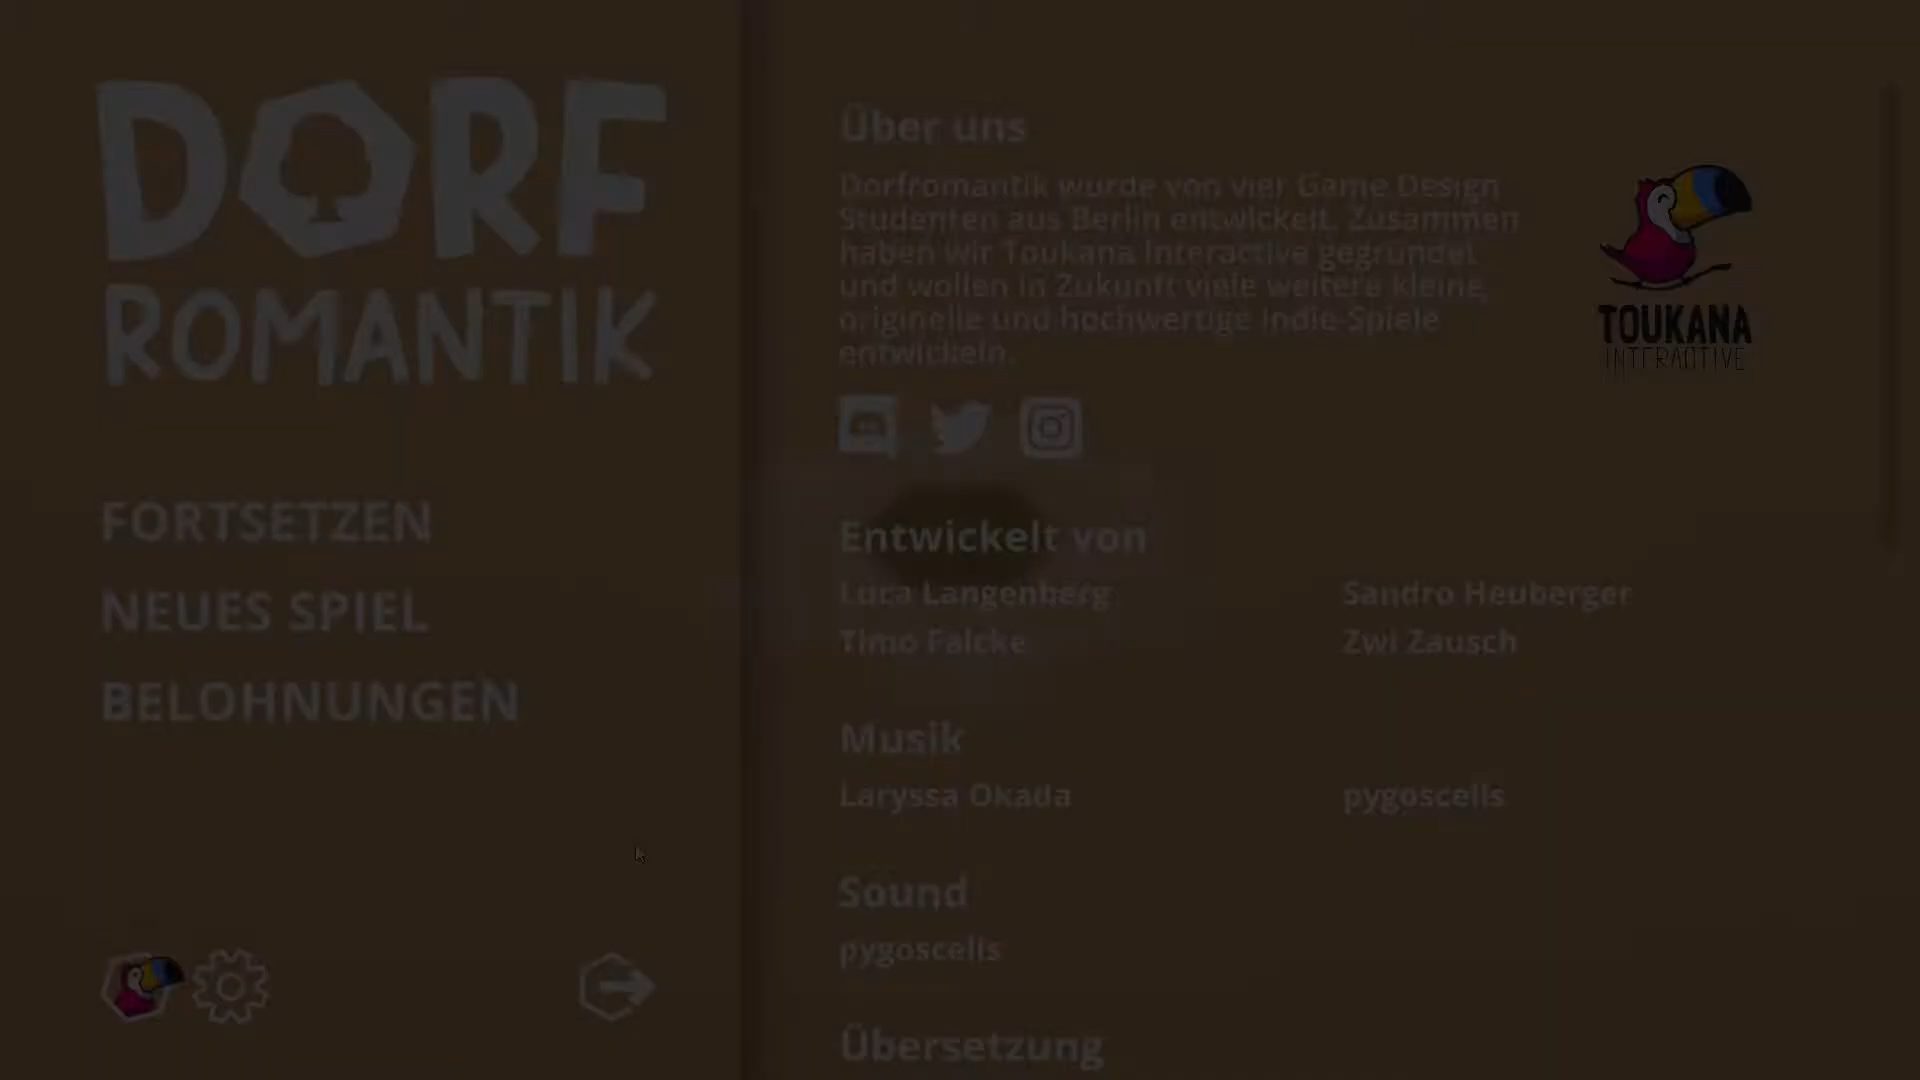 DORF
ROMANTIK
FORTSETZEN
NEUES SPIEL
BELOHNUNGEN
Über uns
Dorfromantik wurde von vier Game Design
Studenten aus Berlin entwickelt. Zusammen
haben wir Toukana Interactive gegründet
und wollen in Zukunft viele weitere kleine,
originelle und hochwertige Indie-Spiele
entwickeln.
TOUKANA
INTERACTIVE
Entwickelt von
Luca Langenberg
Sandro Heuberger
Timo Falcke
Zwi Zausch
Musik
Laryssa Okada
pygoscelis
Sound
pygoscelis
Übersetzung